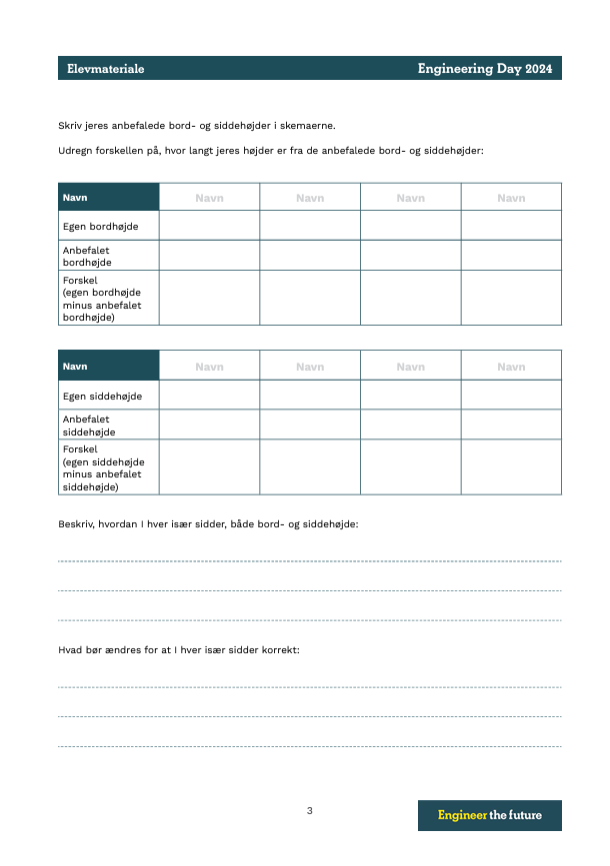 Elevmateriale
Engineering Day 2024
Skriv jeres anbefalede bord- og siddehøjder i skemaerne.
Udregn forskellen på, hvor langt jeres højder er fra de anbefalede bord- og siddehøjder:
Navn Navn Navn Navn Navn
Egen bordhøjde
Anbefalet
bordhøjde
Forskel
(egen bordhøjde
minus anbefalet
bordhøjde)
Navn Navn Navn Navn Navn
Egen siddehøjde
Anbefalet
siddehøjde
Forskel
(egen siddehøjde
minus anbefalet
siddehøjde)
Beskriv, hvordan I hver især sidder, både bord- og siddehøjde:
Hvad bør ændres for at I hver især sidder korrekt:
3
Engineer the future